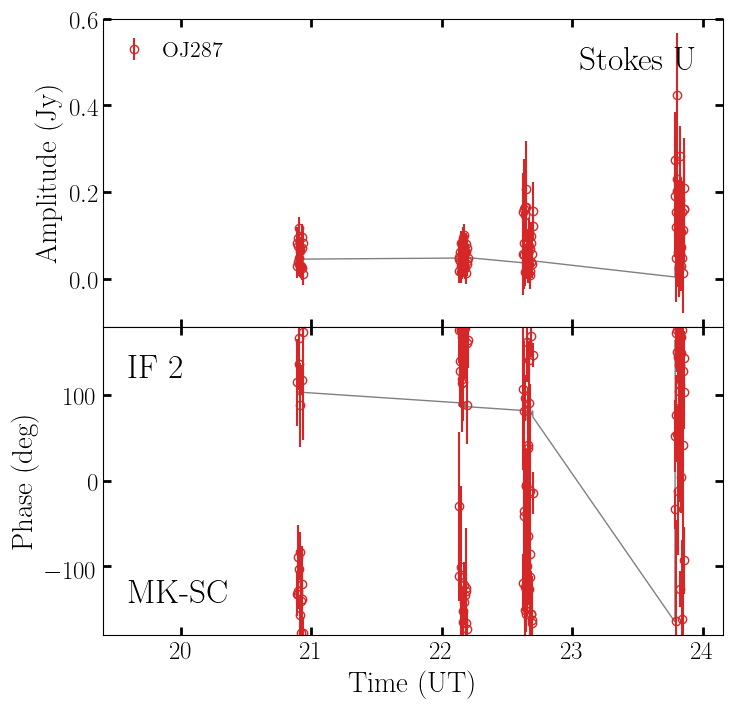 0.6
OJ287
Stokes U
0.4
0.2
0.0
Amplitude (Jy)
IF 2
100
0
−100
Phase (deg)
MK-SC
20 21 22 23 24
Time (UT)